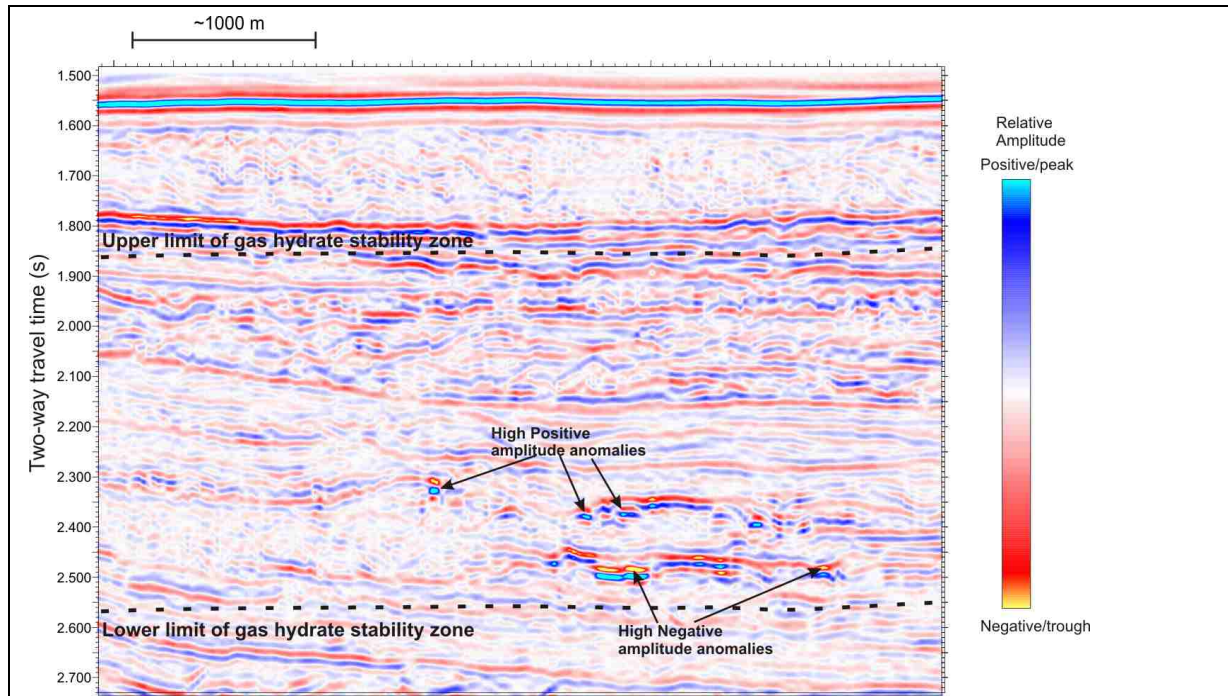 ~1000 m
1.500
1.600
1.700
1.800
1.900
2.000
2.100
2.200
2.300
2.400
2.500
2.600
2.700
Two-way travel time (s)
Upper limit of gas hydrate stability zone
High Positive
amplitude anomalies
Lower limit of gas hydrate stability zone
High Negative
amplitude anomalies
Relative
Amplitude
Positive/peak
Negative/trough